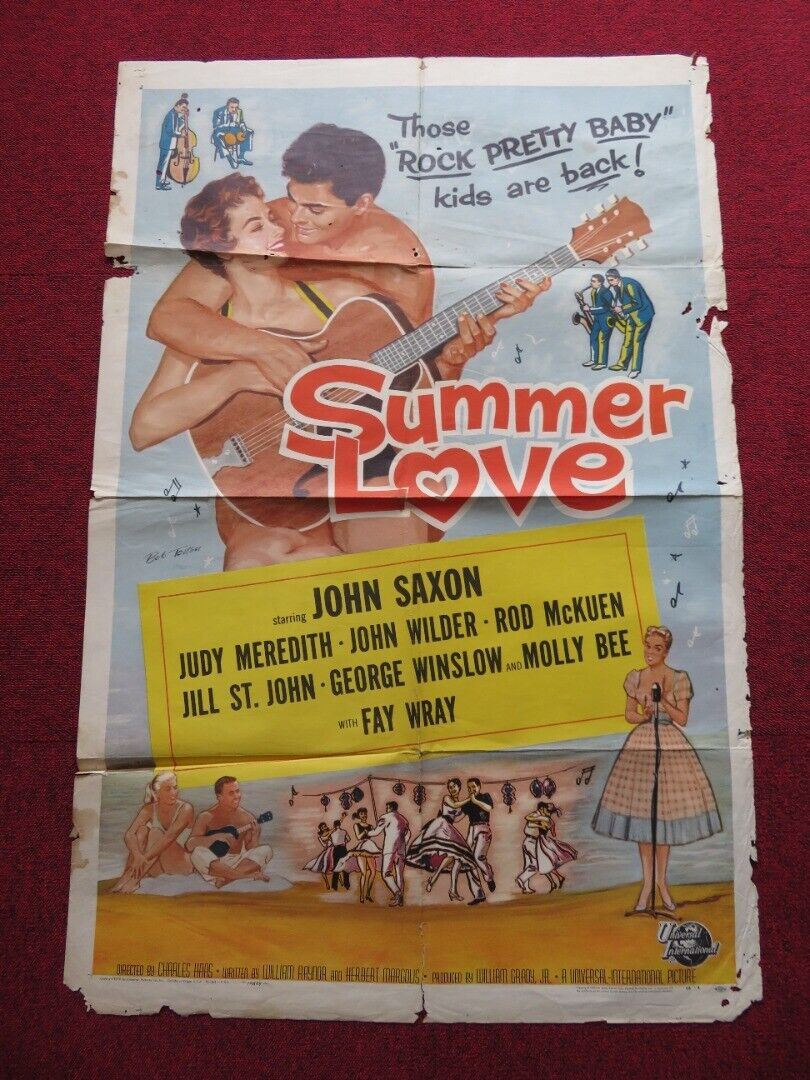 Those
"ROCK PRETTY BABY"
kids are back!
Summer
Love
starring JOHN SAXON
JUDY MEREDITH · JOHN WILDER · ROD McKUEN
JILL ST. JOHN · GEORGE WINSLOW AND MOLLY BEE
WITH FAY WRAY
Universal
International
DIRECTED BY CHARLES HAAS · WRITTEN BY WILLIAM RAYNOR AND HERBERT MARGOLIS · PRODUCED BY WILLIAM GRADY, JR. · A UNIVERSAL-INTERNATIONAL PICTURE